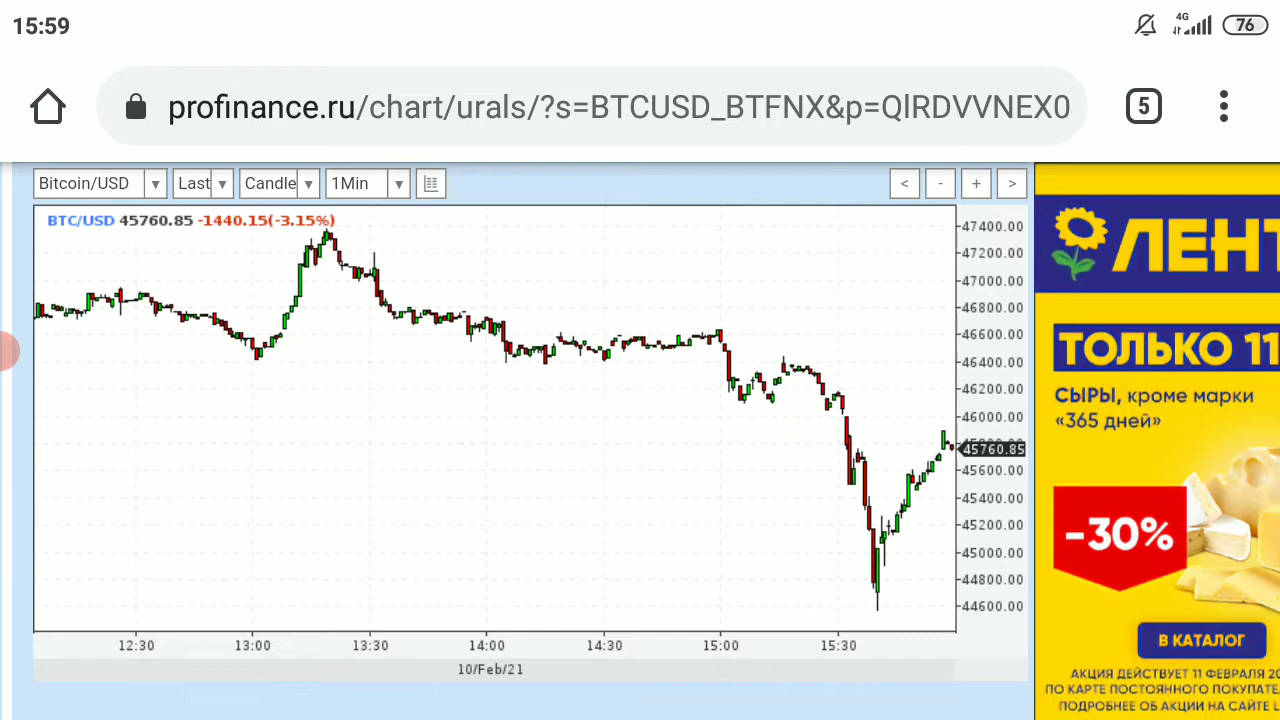 15:59
4G
76
profinance.ru/chart/urals/?s=BTCUSD_BTFNX&p=QlRDVVNEX0
5
Bitcoin/USD
Last
Candle
1Min
<
-
+
>
BTC/USD 45760.85 -1440.15(-3.15%)
47400.00
47200.00
47000.00
46800.00
46600.00
46400.00
46200.00
46000.00
45760.85
45600.00
45400.00
45200.00
45000.00
44800.00
44600.00
12:30
13:00
13:30
14:00
14:30
15:00
15:30
10/Feb/21
ЛЕНТ
ТОЛЬКО 11
СЫРЫ, кроме марки
«365 дней»
-30%
В КАТАЛОГ
АКЦИЯ ДЕЙСТВУЕТ 11 ФЕВРАЛЯ 20
ПО КАРТЕ ПОСТОЯННОГО ПОКУПАТЕ
ПОДРОБНЕЕ ОБ АКЦИИ НА САЙТЕ L